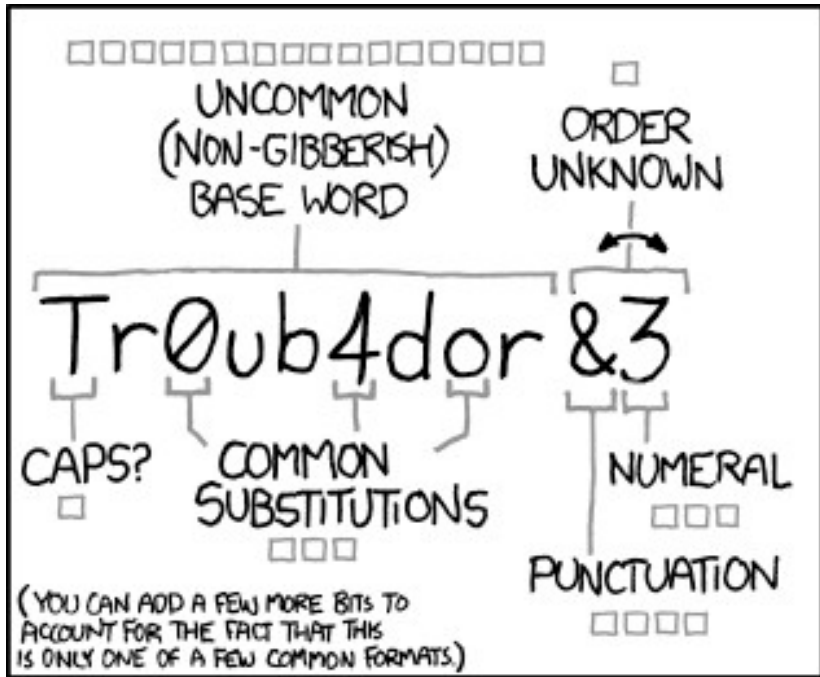 UNCOMMON
(NON-GIBBERISH)
BASE WORD
ORDER
UNKNOWN
Tr0ub4dor &3
CAPS?
COMMON
SUBSTITUTIONS
NUMERAL
PUNCTUATION
(YOU CAN ADD A FEW MORE BITS TO
ACCOUNT FOR THE FACT THAT THIS
IS ONLY ONE OF A FEW COMMON FORMATS.)